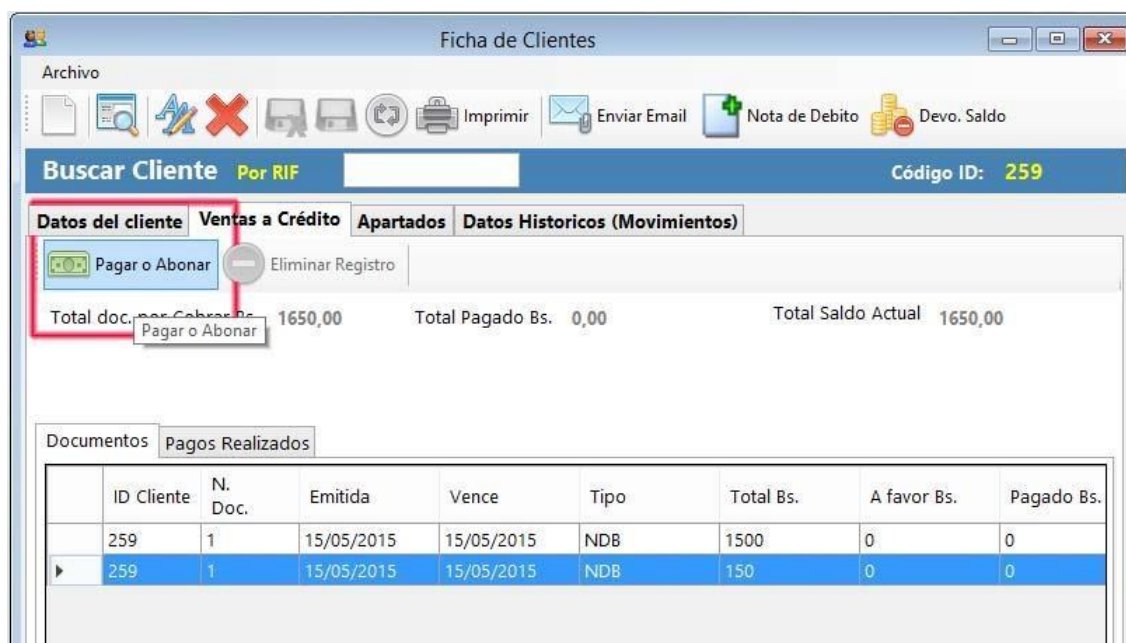 Ficha de Clientes
Archivo
Imprimir Enviar Email Nota de Debito Devo. Saldo
Buscar Cliente Por RIF Código ID: 259
Datos del cliente Ventas a Crédito Apartados Datos Historicos (Movimientos)
Pagar o Abonar Eliminar Registro
Total doc. por Cobrar Bs. 1650,00 Total Pagado Bs. 0,00 Total Saldo Actual 1650,00
Pagar o Abonar
Documentos Pagos Realizados
ID Cliente N. Doc. Emitida Vence Tipo Total Bs. A favor Bs. Pagado Bs.
259 1 15/05/2015 15/05/2015 NDB 1500 0 0
259 1 15/05/2015 15/05/2015 NDB 150 0 0